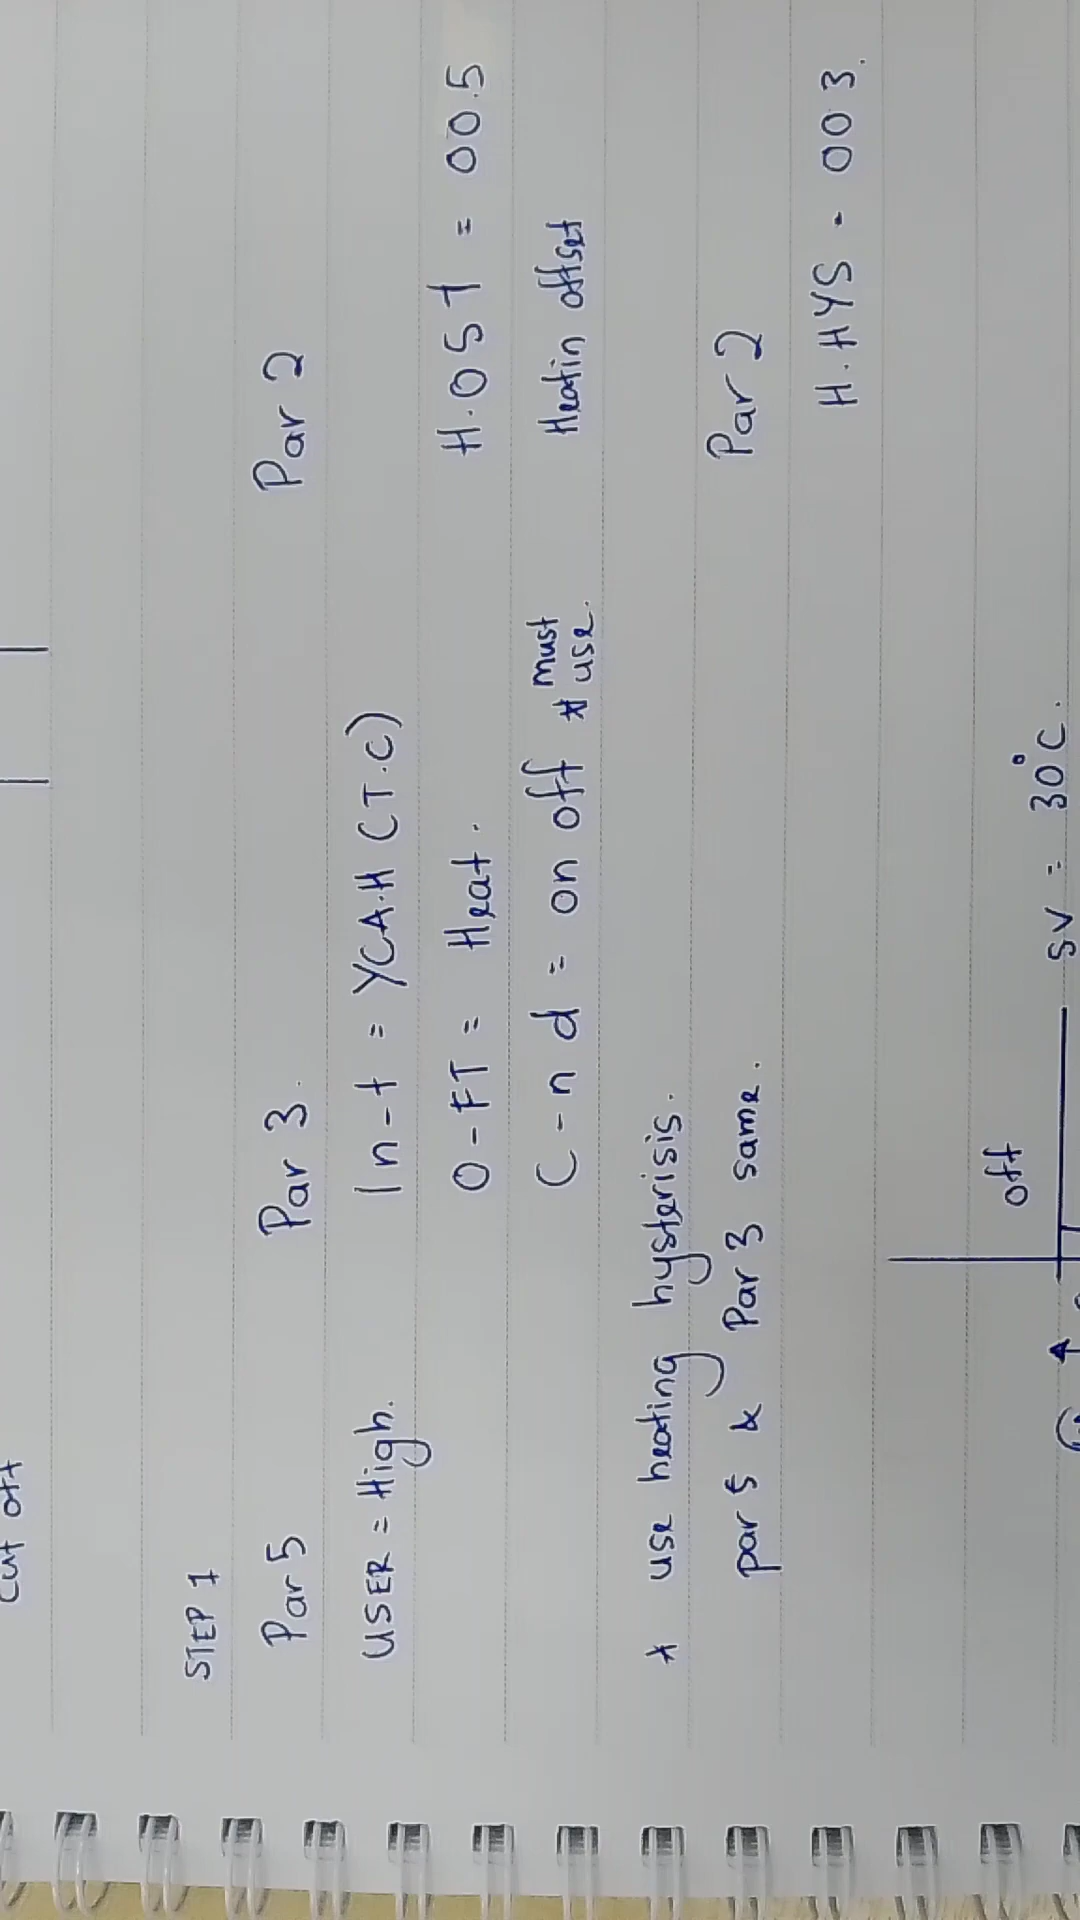 cut off
STEP 1
Par 5 Par 3. Par 2
USER = High. In-t = YCA.H (T.C)
O-FT = Heat. H.OST = 00.5
C-nd = on off * must use. Heatin offset
* use heating hysterisis.
par 5 & Par 3 same. Par 2
H.HYS - 003.
off
SV = 30°C.